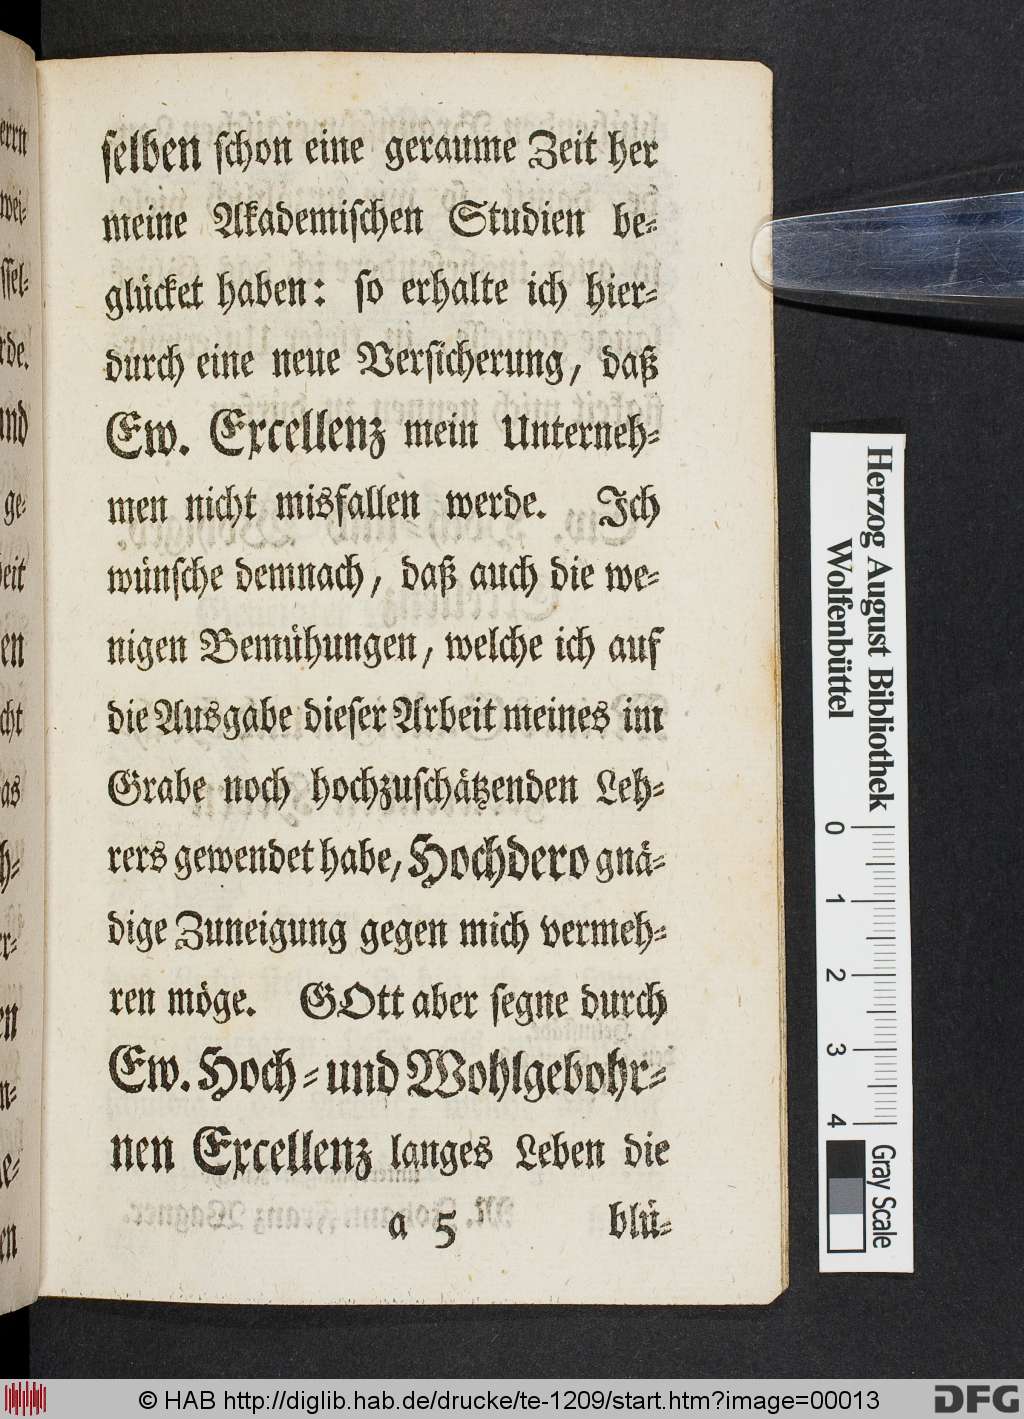 selben schon eine geraume Zeit her
meine Akademischen Studien be-
glücket haben: so erhalte ich hier-
durch eine neue Versicherung, daß
Ew. Excellenz mein Unterneh-
men nicht misfallen werde. Ich
wünsche demnach, daß auch die we-
nigen Bemühungen, welche ich auf
die Ausgabe dieser Arbeit meines im
Grabe noch hochzuschätzenden Leh-
rers gewendet habe, Hochdero gnä-
dige Zuneigung gegen mich vermeh-
ren möge. GOtt aber segne durch
Ew. Hoch- und Wohlgebohr-
nen Excellenz langes Leben die
a 5 blü-
Herzog August Bibliothek
Wolfenbüttel
0 1 2 3 4
Gray Scale
© HAB http://diglib.hab.de/drucke/te-1209/start.htm?image=00013
DFG